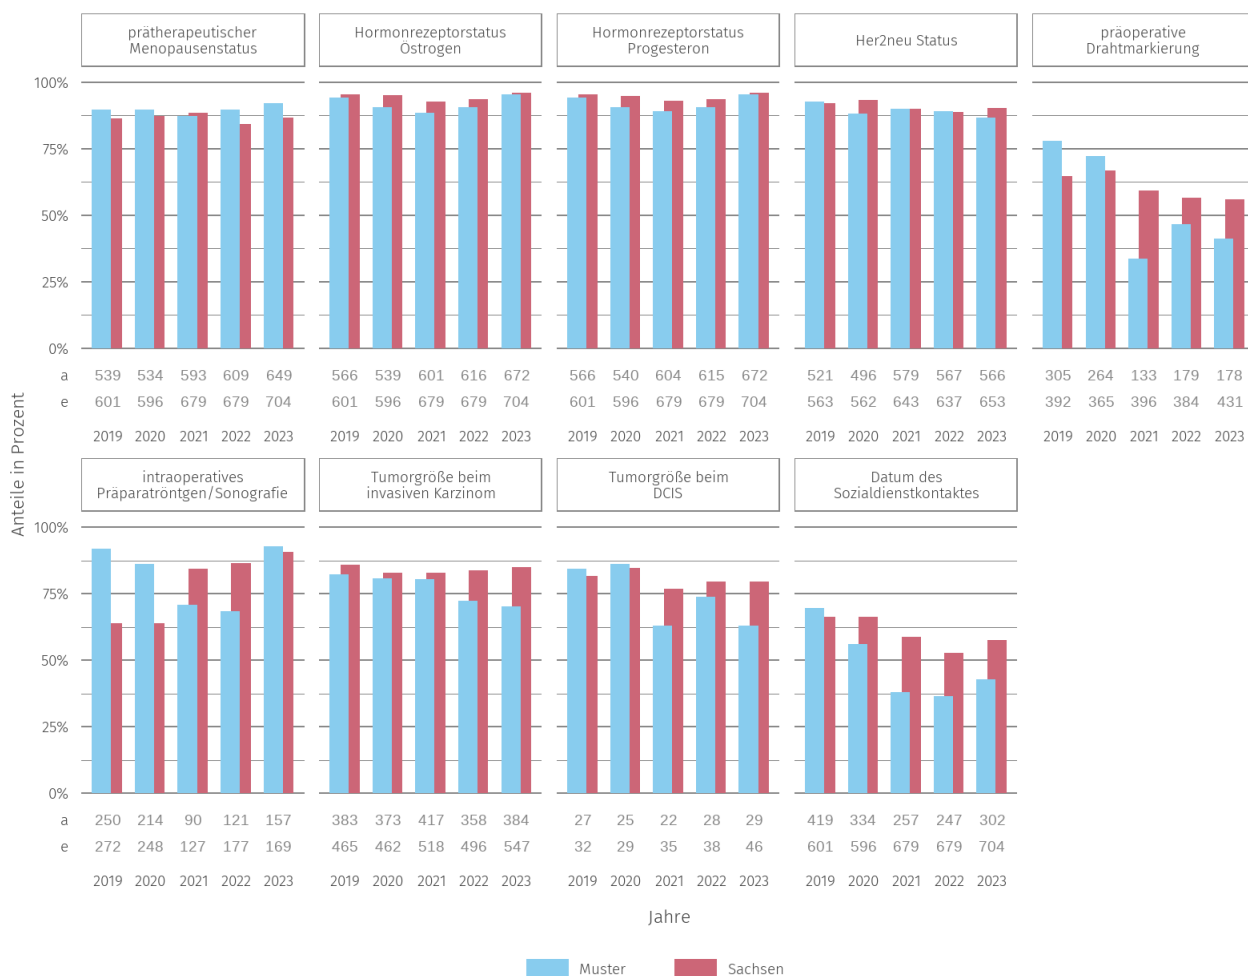 prätherapeutischer
Menopausenstatus
Hormonrezeptorstatus
Östrogen
Hormonrezeptorstatus
Progesteron
Her2neu Status
präoperative
Drahtmarkierung
100%
75%
50%
25%
0%
a 539 534 593 609 649 566 539 601 616 672 566 540 604 615 672 521 496 579 567 566 305 264 133 179 178
e 601 596 679 679 704 601 596 679 679 704 601 596 679 679 704 563 562 643 637 653 392 365 396 384 431
2019 2020 2021 2022 2023 2019 2020 2021 2022 2023 2019 2020 2021 2022 2023 2019 2020 2021 2022 2023 2019 2020 2021 2022 2023
Anteile in Prozent
intraoperatives
Präparatröntgen/Sonografie
Tumorgröße beim
invasiven Karzinom
Tumorgröße beim
DCIS
Datum des
Sozialdienstkontaktes
100%
75%
50%
25%
0%
a 250 214 90 121 157 383 373 417 358 384 27 25 22 28 29 419 334 257 247 302
e 272 248 127 177 169 465 462 518 496 547 32 29 35 38 46 601 596 679 679 704
2019 2020 2021 2022 2023 2019 2020 2021 2022 2023 2019 2020 2021 2022 2023 2019 2020 2021 2022 2023
Jahre
Muster Sachsen